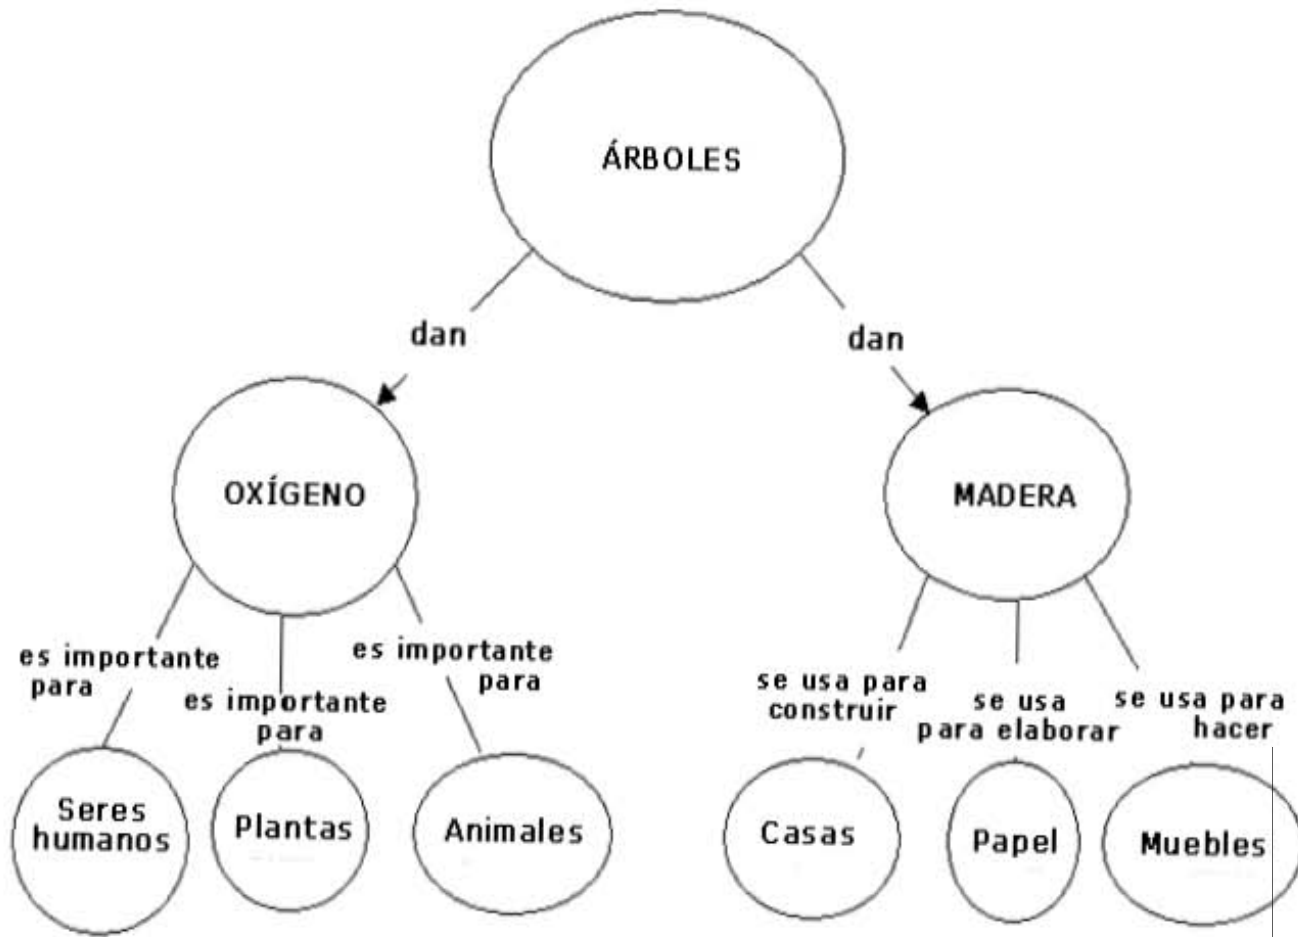 ÁRBOLES
dan
dan
OXÍGENO
MADERA
es importante
para
es importante
para
es importante
para
se usa para
construir
se usa
para elaborar
se usa para
hacer
Seres
humanos
Plantas
Animales
Casas
Papel
Muebles